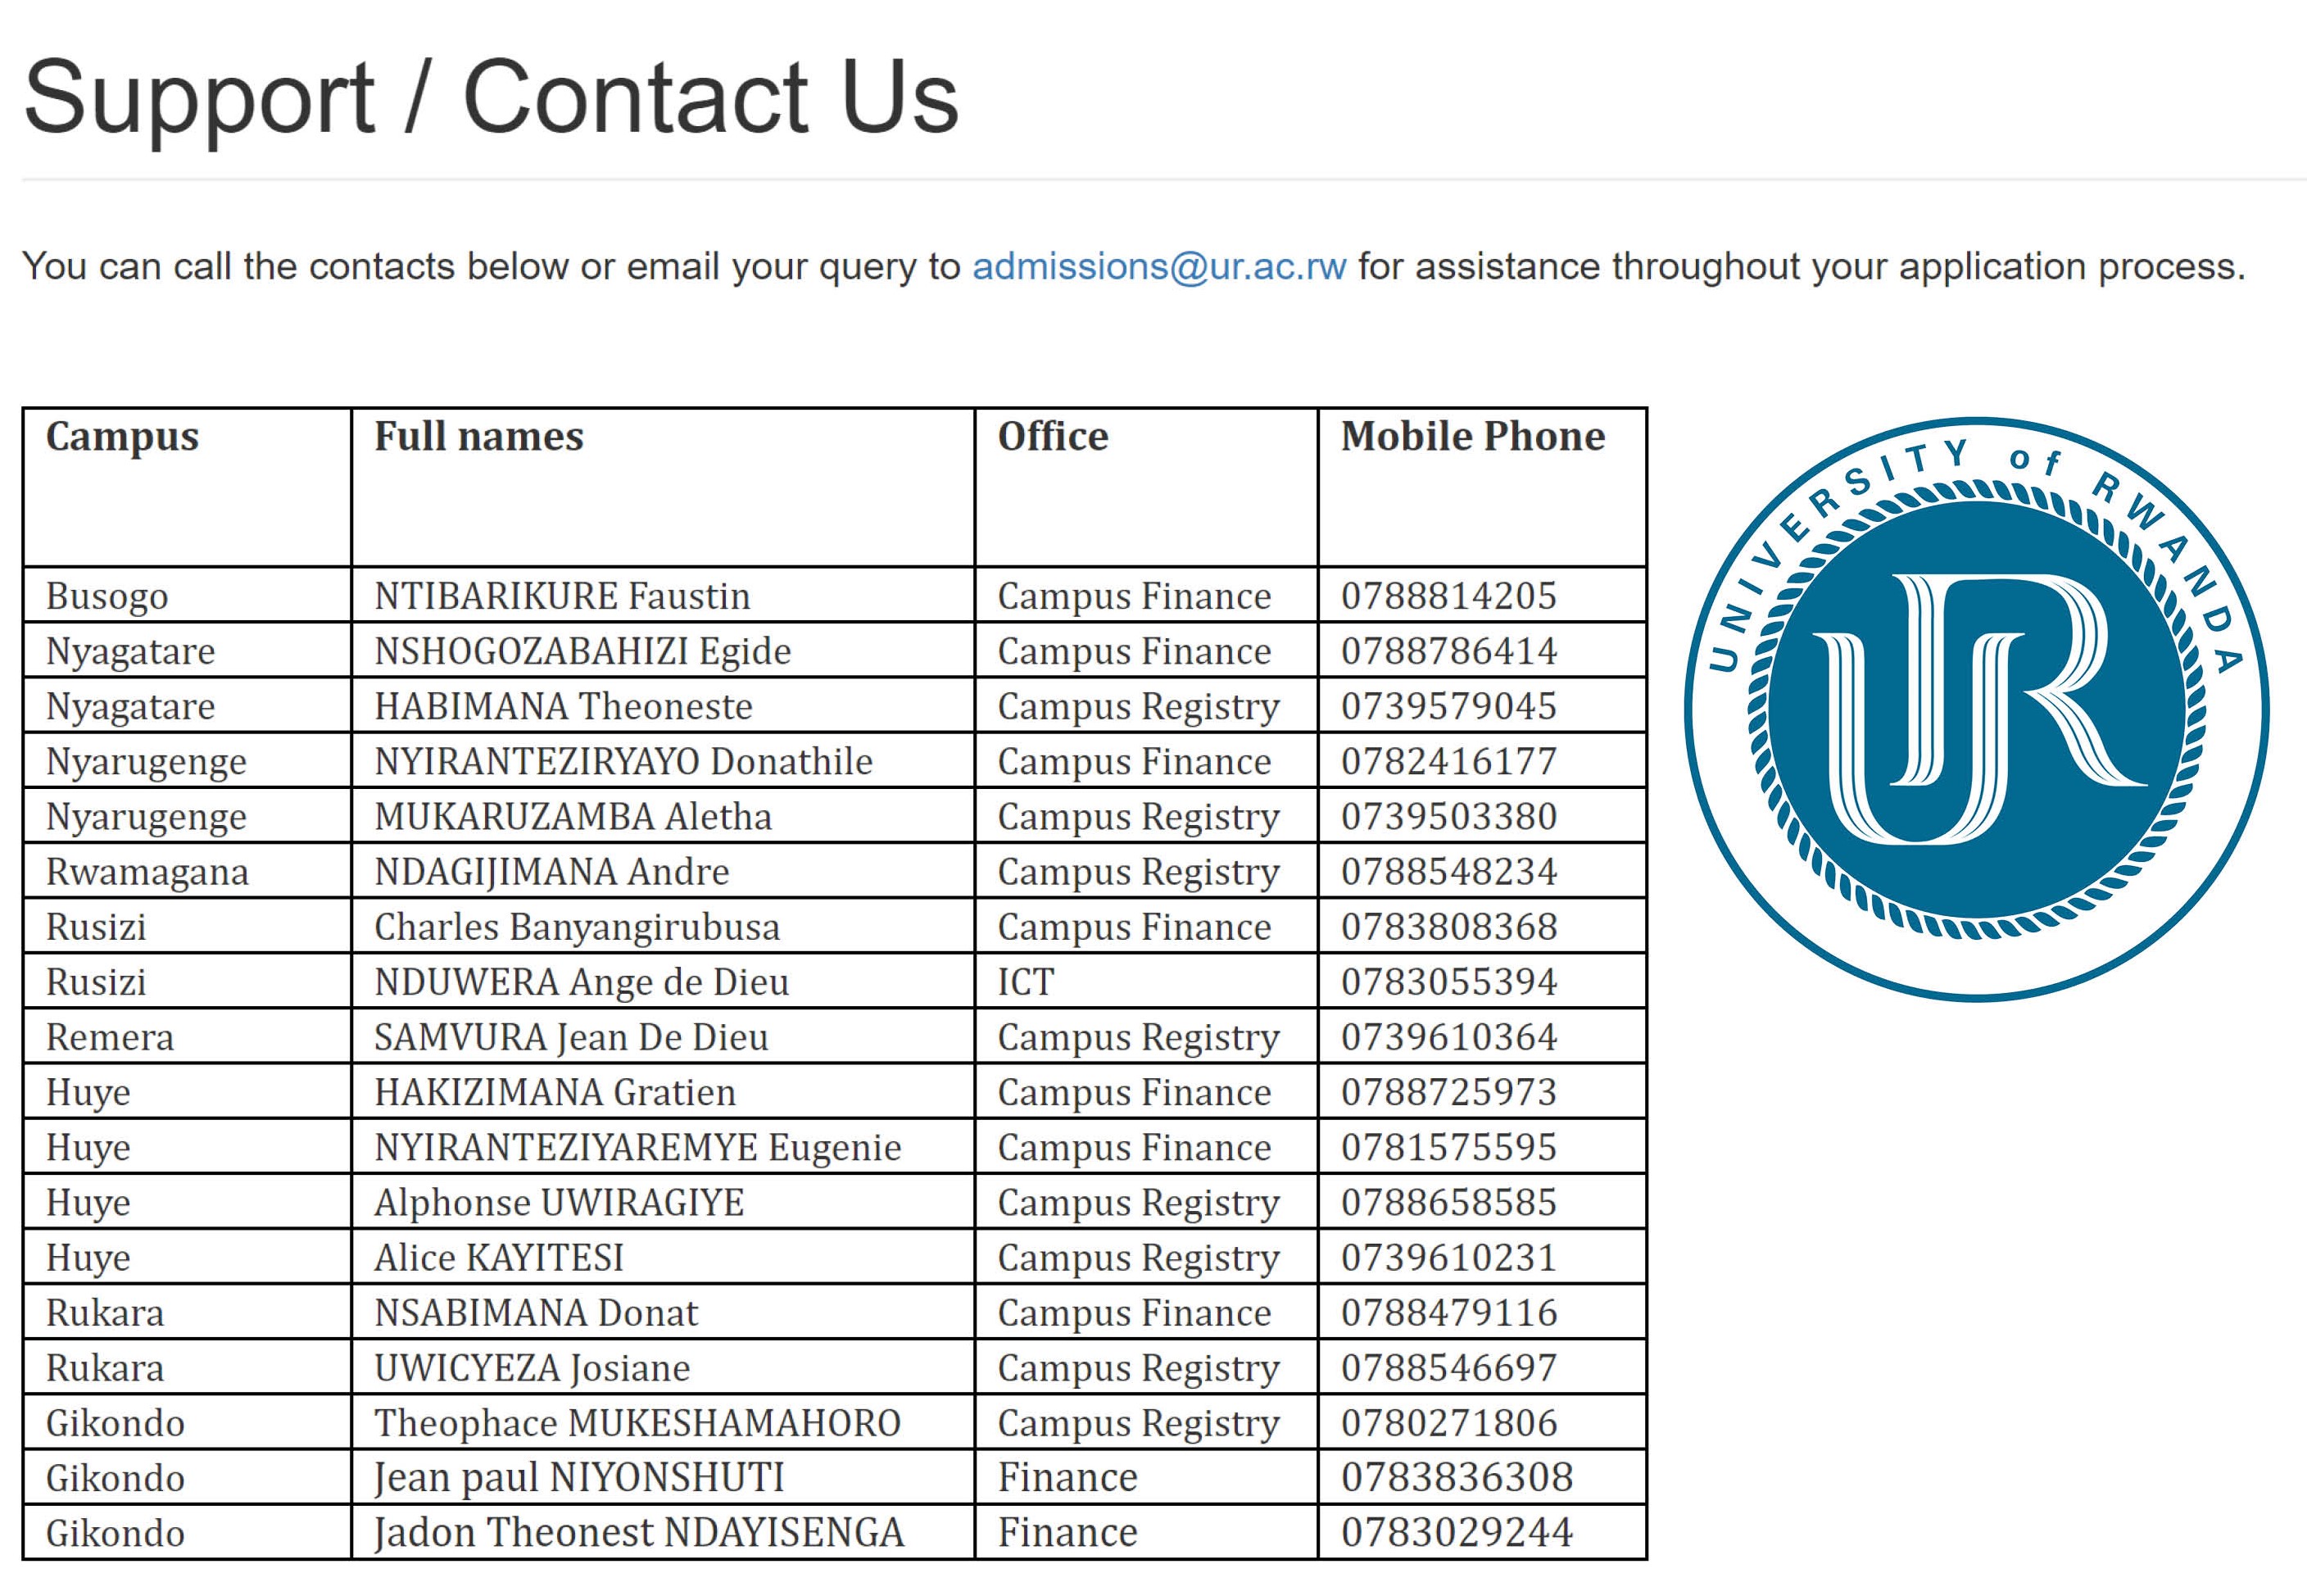 Support / Contact Us
You can call the contacts below or email your query to admissions@ur.ac.rw for assistance throughout your application process.
Campus Full names Office Mobile Phone
Busogo NTIBARIKURE Faustin Campus Finance 0788814205
Nyagatare NSHOGOZABAHIZI Egide Campus Finance 0788786414
Nyagatare HABIMANA Theoneste Campus Registry 0739579045
Nyarugenge NYIRANTEZIRYAYO Donathile Campus Finance 0782416177
Nyarugenge MUKARUZAMBA Aletha Campus Registry 0739503380
Rwamagana NDAGIJIMANA Andre Campus Registry 0788548234
Rusizi Charles Banyangirubusa Campus Finance 0783808368
Rusizi NDUWERA Ange de Dieu ICT 0783055394
Remera SAMVURA Jean De Dieu Campus Registry 0739610364
Huye HAKIZIMANA Gratien Campus Finance 0788725973
Huye NYIRANTEZIYAREMYE Eugenie Campus Finance 0781575595
Huye Alphonse UWIRAGIYE Campus Registry 0788658585
Huye Alice KAYITESI Campus Registry 0739610231
Rukara NSABIMANA Donat Campus Finance 0788479116
Rukara UWICYEZA Josiane Campus Registry 0788546697
Gikondo Theophace MUKESHAMAHORO Campus Registry 0780271806
Gikondo Jean paul NIYONSHUTI Finance 0783836308
Gikondo Jadon Theonest NDAYISENGA Finance 0783029244
UNIVERSITY of RWANDA
UR